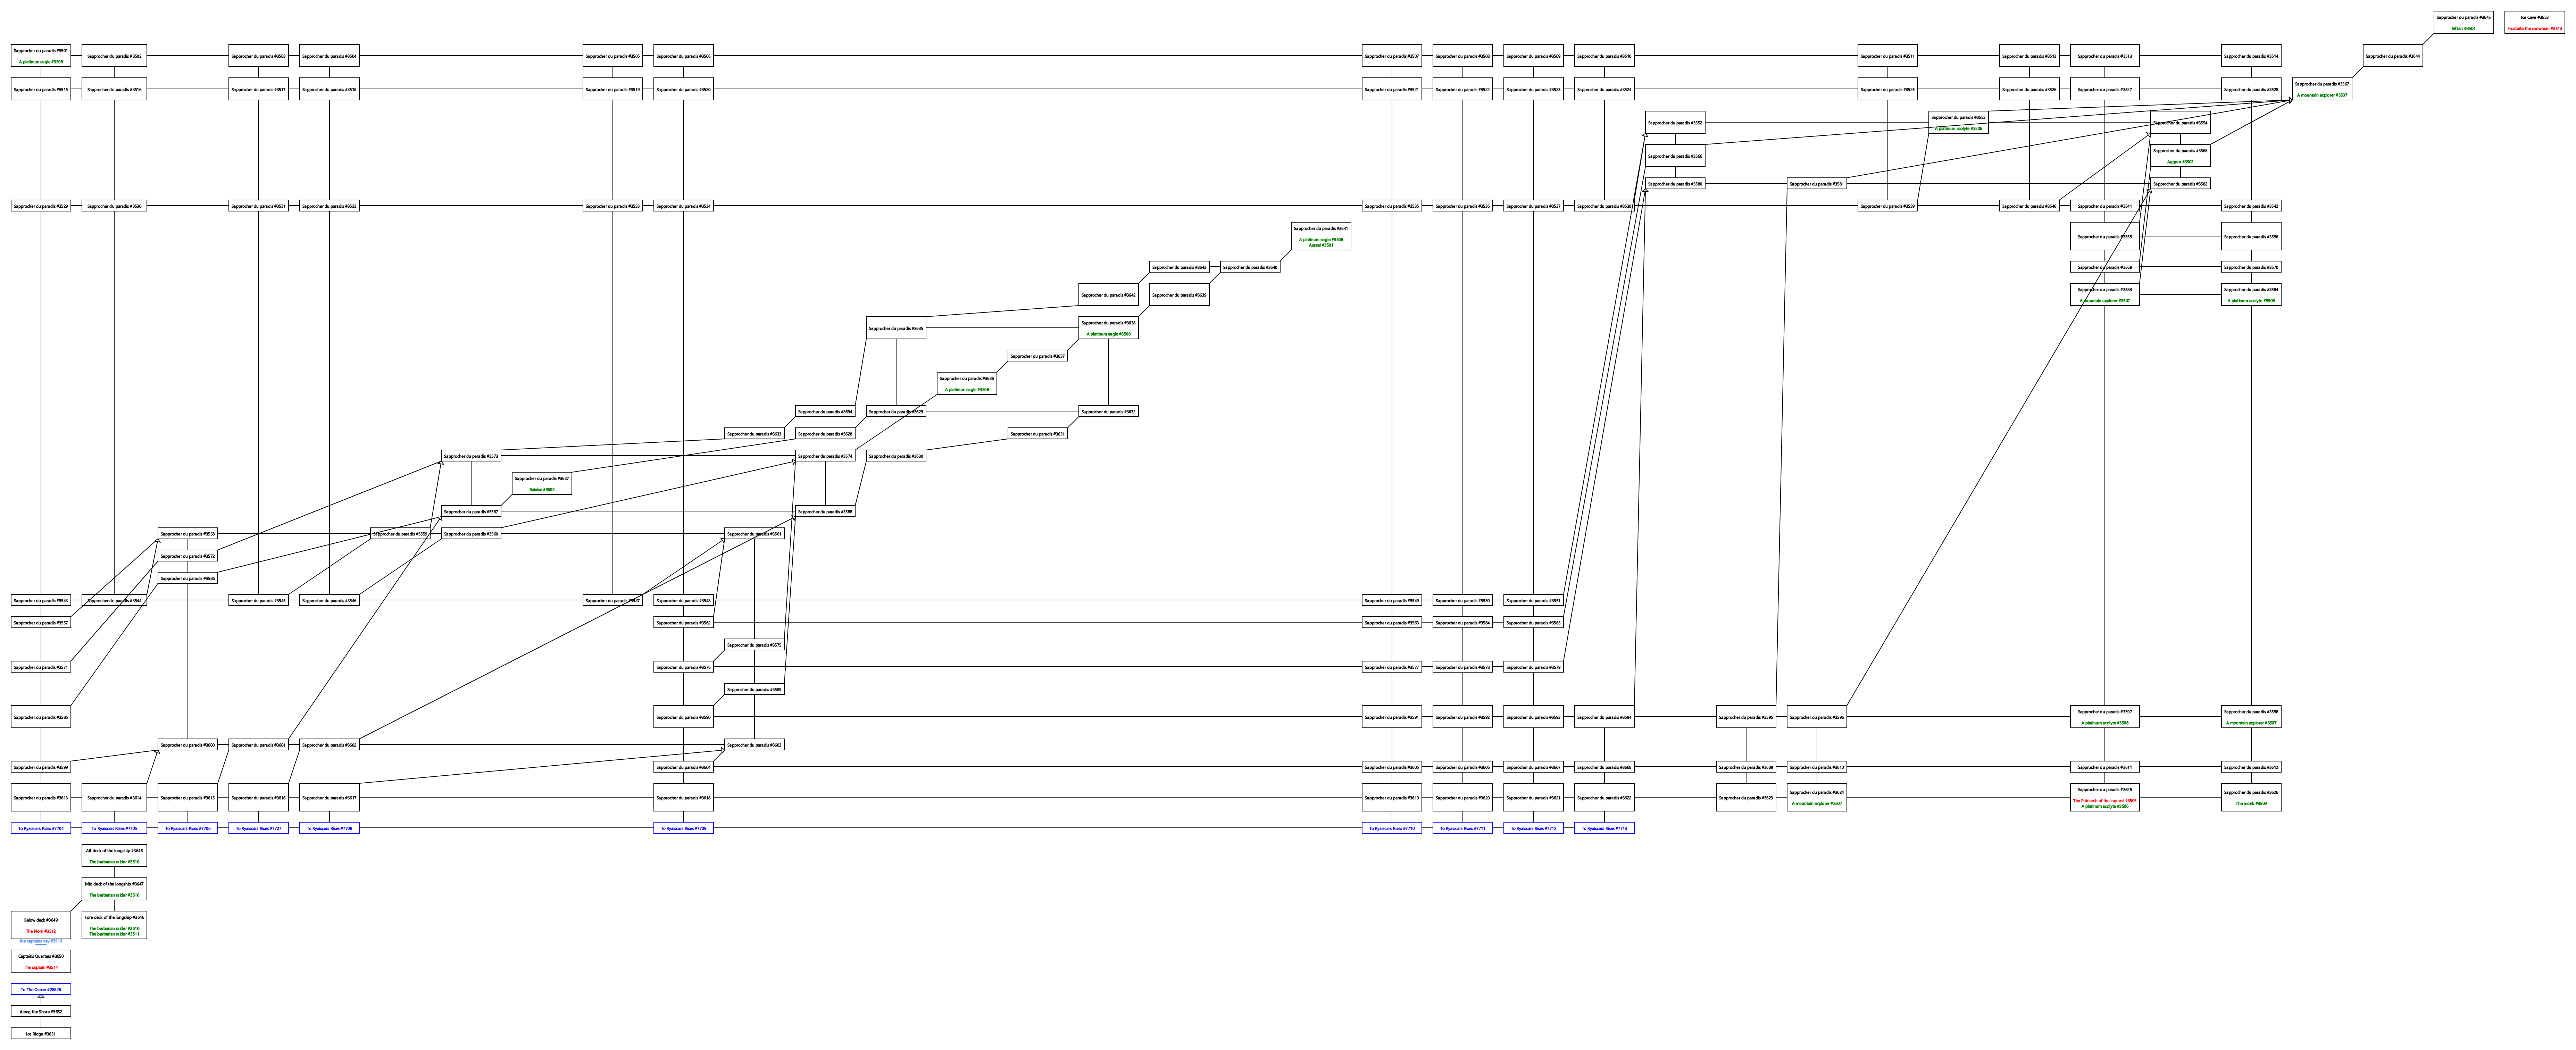 Sapprocher du paradis #3645
Ghlan #3504
Ice Cave #3653
Frostbite the snowman #3513
Sapprocher du paradis #3501
A platinum eagle #3508
Sapprocher du paradis #3502
Sapprocher du paradis #3503
Sapprocher du paradis #3504
Sapprocher du paradis #3505
Sapprocher du paradis #3506
Sapprocher du paradis #3507
Sapprocher du paradis #3508
Sapprocher du paradis #3509
Sapprocher du paradis #3510
Sapprocher du paradis #3511
Sapprocher du paradis #3512
Sapprocher du paradis #3513
Sapprocher du paradis #3514
Sapprocher du paradis #3644
Sapprocher du paradis #3515
Sapprocher du paradis #3516
Sapprocher du paradis #3517
Sapprocher du paradis #3518
Sapprocher du paradis #3519
Sapprocher du paradis #3520
Sapprocher du paradis #3521
Sapprocher du paradis #3522
Sapprocher du paradis #3523
Sapprocher du paradis #3524
Sapprocher du paradis #3525
Sapprocher du paradis #3526
Sapprocher du paradis #3527
Sapprocher du paradis #3528
Sapprocher du paradis #3567
A mountain explorer #3507
Sapprocher du paradis #3552
Sapprocher du paradis #3553
A platinum acolyte #3506
Sapprocher du paradis #3554
Sapprocher du paradis #3566
Sapprocher du paradis #3568
Aggran #3503
Sapprocher du paradis #3580
Sapprocher du paradis #3581
Sapprocher du paradis #3582
Sapprocher du paradis #3529
Sapprocher du paradis #3530
Sapprocher du paradis #3531
Sapprocher du paradis #3532
Sapprocher du paradis #3533
Sapprocher du paradis #3534
Sapprocher du paradis #3535
Sapprocher du paradis #3536
Sapprocher du paradis #3537
Sapprocher du paradis #3538
Sapprocher du paradis #3539
Sapprocher du paradis #3540
Sapprocher du paradis #3541
Sapprocher du paradis #3542
Sapprocher du paradis #3641
A platinum eagle #3508
Auszel #3501
Sapprocher du paradis #3555
Sapprocher du paradis #3556
Sapprocher du paradis #3643
Sapprocher du paradis #3640
Sapprocher du paradis #3569
Sapprocher du paradis #3570
Sapprocher du paradis #3642
Sapprocher du paradis #3639
Sapprocher du paradis #3583
A mountain explorer #3507
Sapprocher du paradis #3584
A platinum acolyte #3506
Sapprocher du paradis #3635
Sapprocher du paradis #3638
A platinum eagle #3508
Sapprocher du paradis #3637
Sapprocher du paradis #3636
A platinum eagle #3508
Sapprocher du paradis #3634
Sapprocher du paradis #3629
Sapprocher du paradis #3632
Sapprocher du paradis #3633
Sapprocher du paradis #3628
Sapprocher du paradis #3631
Sapprocher du paradis #3573
Sapprocher du paradis #3574
Sapprocher du paradis #3630
Sapprocher du paradis #3627
#3502
Sapprocher du paradis #3587
Sapprocher du paradis #3588
Sapprocher du paradis #3558
Sapprocher du paradis #3559
Sapprocher du paradis #3560
Sapprocher du paradis #3561
Sapprocher du paradis #3572
Sapprocher du paradis #3586
Sapprocher du paradis #3543
Sapprocher du paradis #3544
Sapprocher du paradis #3545
Sapprocher du paradis #3546
Sapprocher du paradis #3547
Sapprocher du paradis #3548
Sapprocher du paradis #3549
Sapprocher du paradis #3550
Sapprocher du paradis #3551
Sapprocher du paradis #3557
Sapprocher du paradis #3562
Sapprocher du paradis #3563
Sapprocher du paradis #3564
Sapprocher du paradis #3565
Sapprocher du paradis #3575
Sapprocher du paradis #3571
Sapprocher du paradis #3576
Sapprocher du paradis #3577
Sapprocher du paradis #3578
Sapprocher du paradis #3579
Sapprocher du paradis #3589
Sapprocher du paradis #3585
Sapprocher du paradis #3590
Sapprocher du paradis #3591
Sapprocher du paradis #3592
Sapprocher du paradis #3593
Sapprocher du paradis #3594
Sapprocher du paradis #3595
Sapprocher du paradis #3596
Sapprocher du paradis #3597
A platinum acolyte #3506
Sapprocher du paradis #3598
A mountain explorer #3507
Sapprocher du paradis #3600
Sapprocher du paradis #3601
Sapprocher du paradis #3602
Sapprocher du paradis #3603
Sapprocher du paradis #3599
Sapprocher du paradis #3604
Sapprocher du paradis #3605
Sapprocher du paradis #3606
Sapprocher du paradis #3607
Sapprocher du paradis #3608
Sapprocher du paradis #3609
Sapprocher du paradis #3610
Sapprocher du paradis #3611
Sapprocher du paradis #3612
Sapprocher du paradis #3613
Sapprocher du paradis #3614
Sapprocher du paradis #3615
Sapprocher du paradis #3616
Sapprocher du paradis #3617
Sapprocher du paradis #3618
Sapprocher du paradis #3619
Sapprocher du paradis #3620
Sapprocher du paradis #3621
Sapprocher du paradis #3622
Sapprocher du paradis #3623
Sapprocher du paradis #3624
A mountain explorer #3507
Sapprocher du paradis #3625
The Patriarch of the Inquest #3505
A platinum acolyte #3506
Sapprocher du paradis #3626
The monk #3509
To Ryalscars Rises #7704
To Ryalscars Rises #7705
To Ryalscars Rises #7706
To Ryalscars Rises #7707
To Ryalscars Rises #7708
To Ryalscars Rises #7709
To Ryalscars Rises #7710
To Ryalscars Rises #7711
To Ryalscars Rises #7712
To Ryalscars Rises #7713
Aft deck of the longship #3648
The barbarian raider #3510
Mid deck of the longship #3647
The barbarian raider #3510
Below deck #3649
The Norn #3512
Fore deck of the longship #3646
The barbarian raider #3510
The barbarian raider #3511
the captains key #3518
Captains Quarters #3650
The captain #3514
To The Ocean #28826
Along the Shore #3652
Ice Ridge #3651